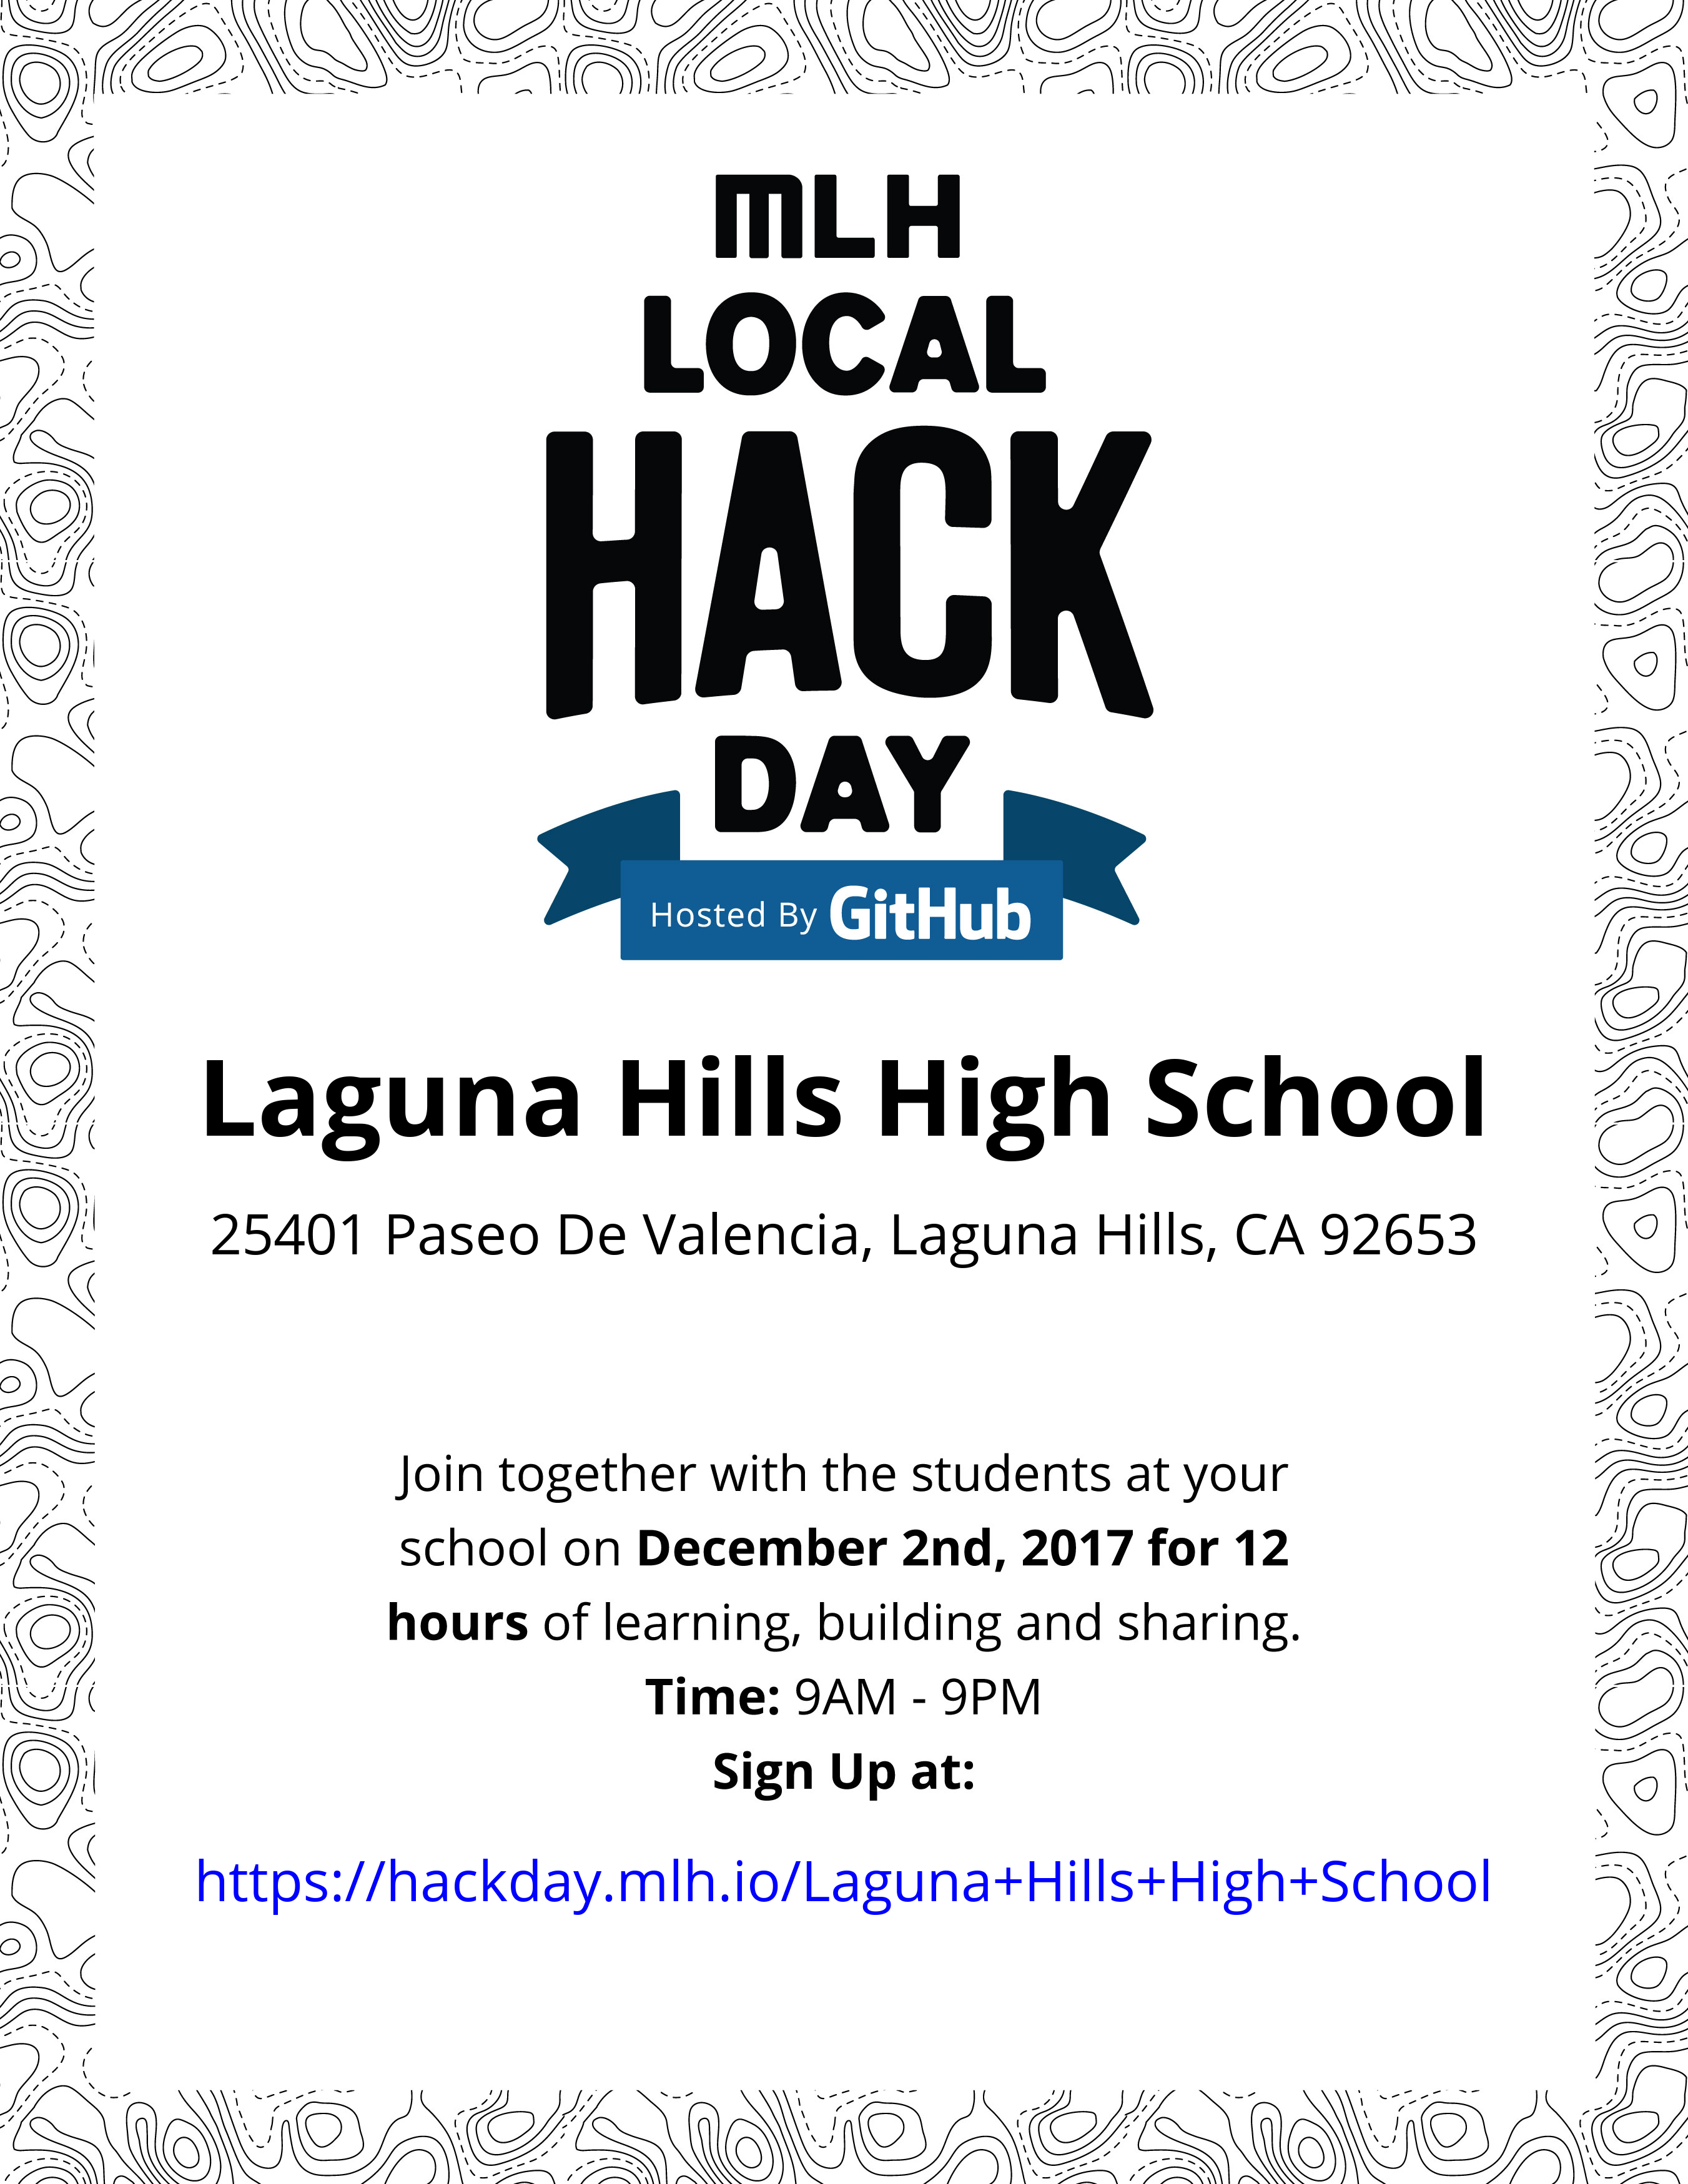 MLH
LOCAL
HACK
DAY
Hosted By GitHub
Laguna Hills High School
25401 Paseo De Valencia, Laguna Hills, CA 92653
Join together with the students at your
school on December 2nd, 2017 for 12
hours of learning, building and sharing.
Time: 9AM - 9PM
Sign Up at:
https://hackday.mlh.io/Laguna+Hills+High+School